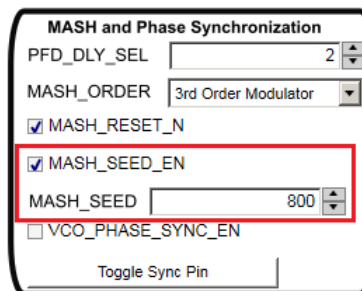 MASH and Phase Synchronization
PFD_DLY_SEL 2
MASH_ORDER 3rd Order Modulator
MASH_RESET_N
MASH_SEED_EN
MASH_SEED 800
VCO_PHASE_SYNC_EN
Toggle Sync Pin